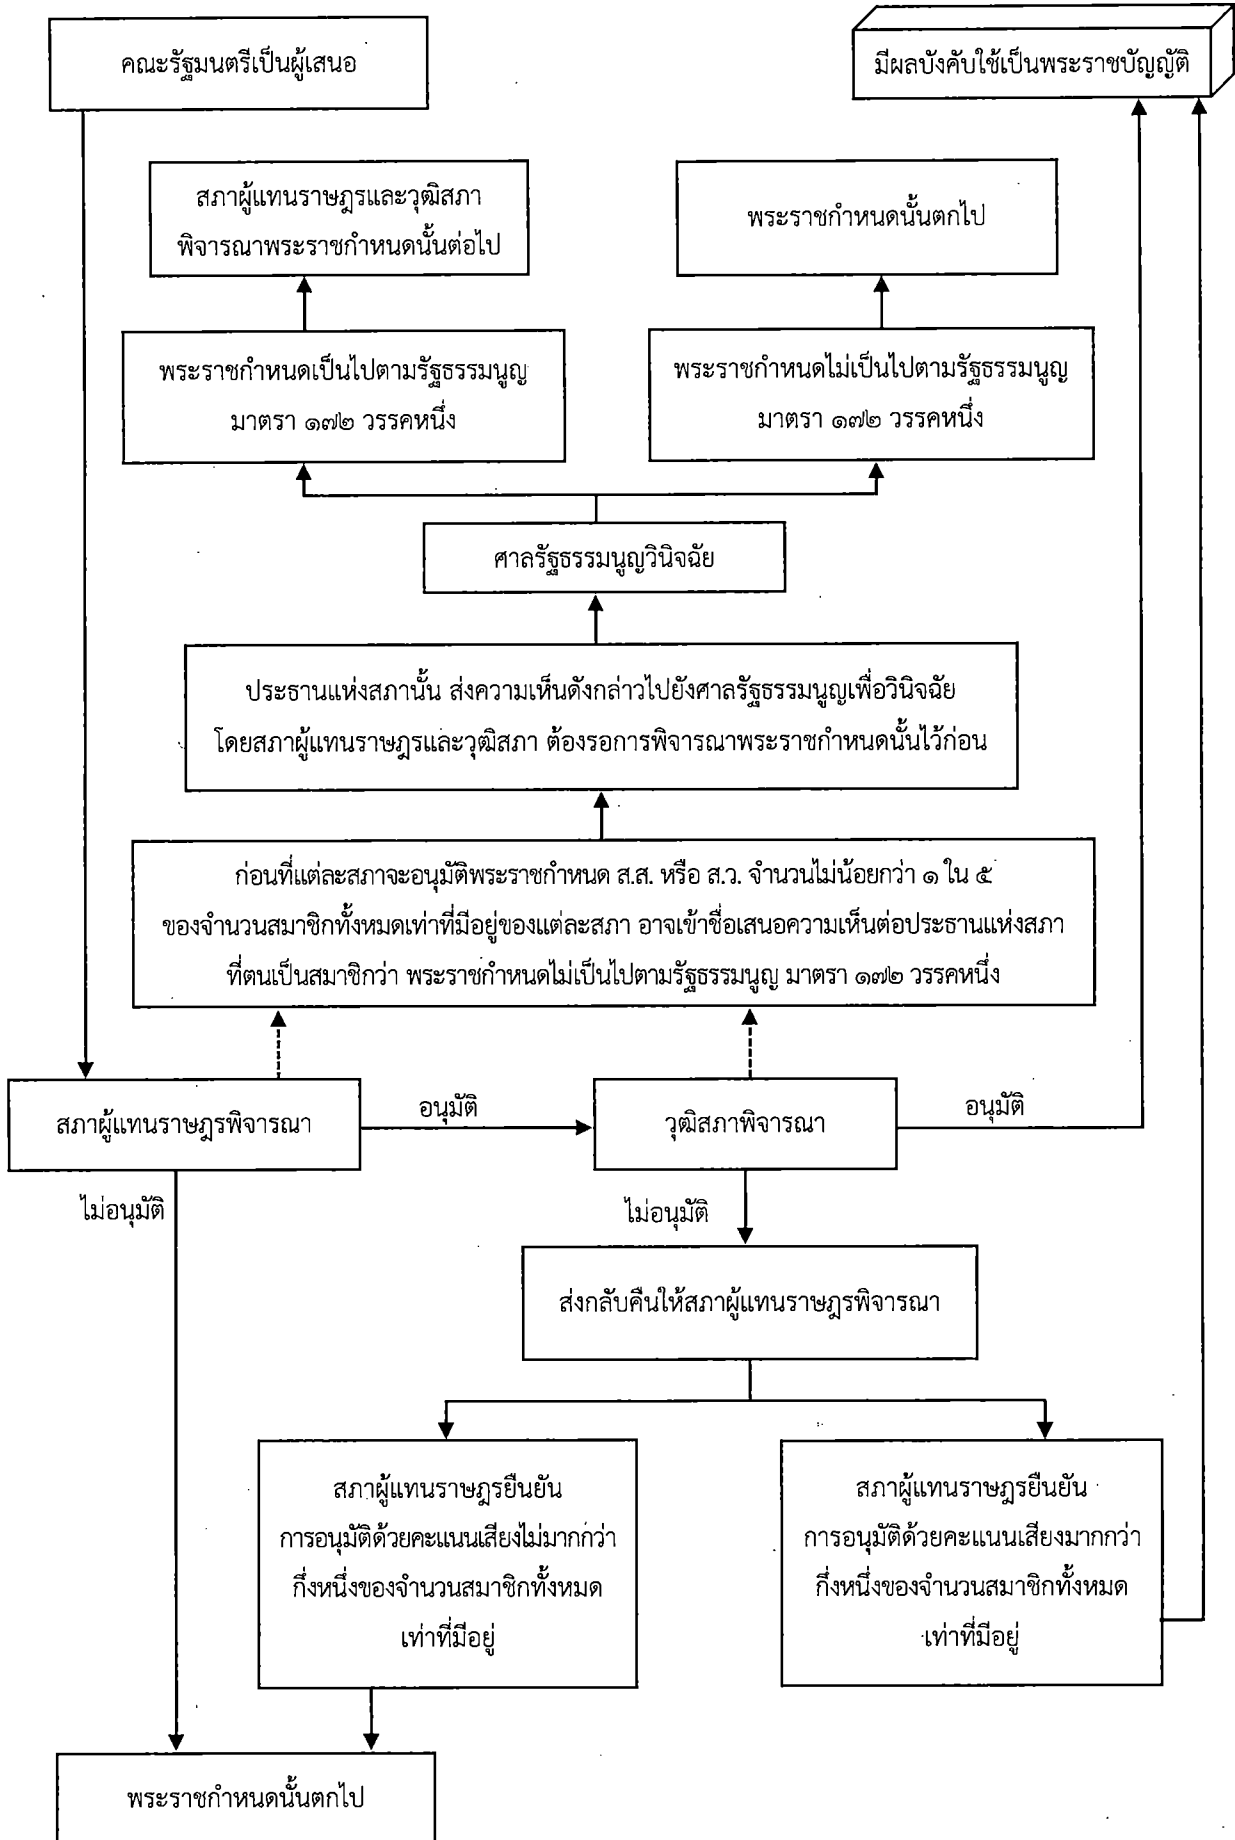 คณะรัฐมนตรีเป็นผู้เสนอ
มีผลบังคับใช้เป็นพระราชบัญญัติ
สภาผู้แทนราษฎรและวุฒิสภา
พิจารณาพระราชกำหนดนั้นต่อไป
พระราชกำหนดนั้นตกไป
พระราชกำหนดเป็นไปตามรัฐธรรมนูญ
มาตรา ๑๗๒ วรรคหนึ่ง
พระราชกำหนดไม่เป็นไปตามรัฐธรรมนูญ
มาตรา ๑๗๒ วรรคหนึ่ง
ศาลรัฐธรรมนูญวินิจฉัย
ประธานแห่งสภานั้น ส่งความเห็นดังกล่าวไปยังศาลรัฐธรรมนูญเพื่อวินิจฉัย
โดยสภาผู้แทนราษฎรและวุฒิสภา ต้องรอการพิจารณาพระราชกำหนดนั้นไว้ก่อน
ก่อนที่แต่ละสภาจะอนุมัติพระราชกำหนด ส.ส. หรือ ส.ว. จำนวนไม่น้อยกว่า ๑ ใน ๕
ของจำนวนสมาชิกทั้งหมดเท่าที่มีอยู่ของแต่ละสภา อาจเข้าชื่อเสนอความเห็นต่อประธานแห่งสภา
ที่ตนเป็นสมาชิกว่า พระราชกำหนดไม่เป็นไปตามรัฐธรรมนูญ มาตรา ๑๗๒ วรรคหนึ่ง
สภาผู้แทนราษฎรพิจารณา
อนุมัติ
วุฒิสภาพิจารณา
อนุมัติ
ไม่อนุมัติ
ไม่อนุมัติ
ส่งกลับคืนให้สภาผู้แทนราษฎรพิจารณา
สภาผู้แทนราษฎรยืนยัน
การอนุมัติด้วยคะแนนเสียงไม่มากกว่า
กึ่งหนึ่งของจำนวนสมาชิกทั้งหมด
เท่าที่มีอยู่
สภาผู้แทนราษฎรยืนยัน
การอนุมัติด้วยคะแนนเสียงมากกว่า
กึ่งหนึ่งของจำนวนสมาชิกทั้งหมด
เท่าที่มีอยู่
พระราชกำหนดนั้นตกไป